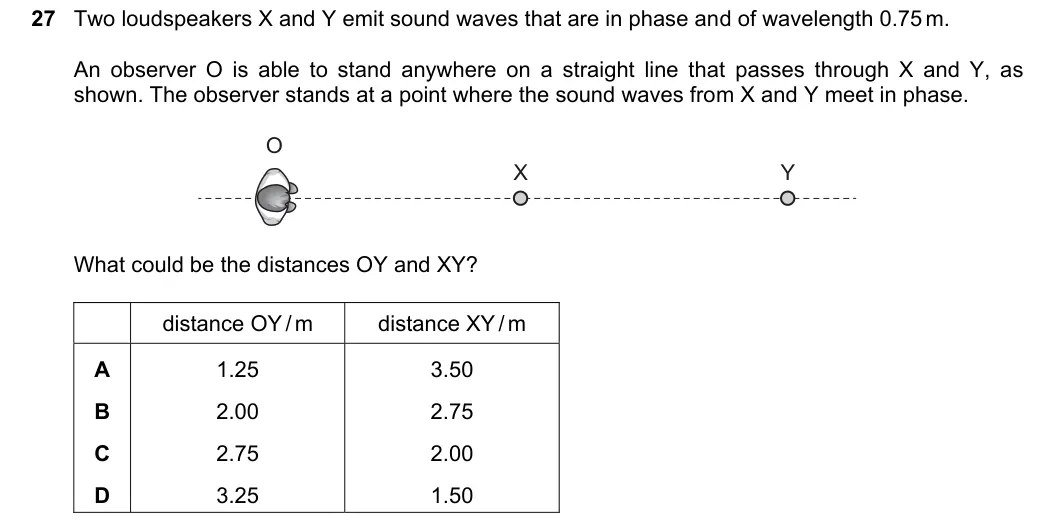 27 Two loudspeakers X and Y emit sound waves that are in phase and of wavelength 0.75 m.
An observer O is able to stand anywhere on a straight line that passes through X and Y, as
shown. The observer stands at a point where the sound waves from X and Y meet in phase.
O
X Y
What could be the distances OY and XY?
distance OY / m distance XY / m
A 1.25 3.50
B 2.00 2.75
C 2.75 2.00
D 3.25 1.50